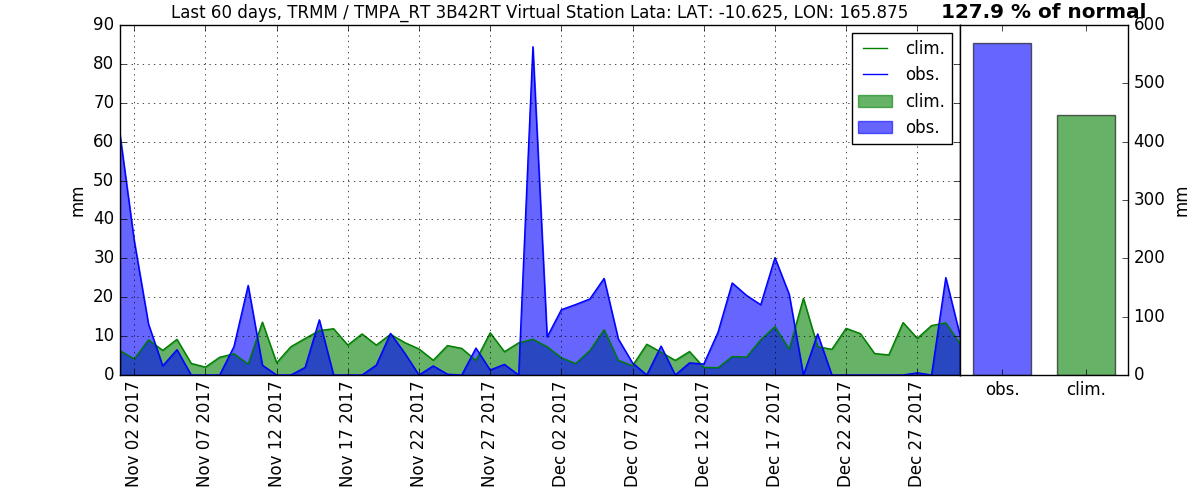 Last 60 days, TRMM / TMPA_RT 3B42RT Virtual Station Lata: LAT: -10.625, LON: 165.875
127.9 % of normal
90
80
70
60
50
40
30
20
10
0
mm
clim.
obs.
clim.
obs.
600
500
400
300
200
100
0
mm
obs.
clim.
Nov 02 2017
Nov 07 2017
Nov 12 2017
Nov 17 2017
Nov 22 2017
Nov 27 2017
Dec 02 2017
Dec 07 2017
Dec 12 2017
Dec 17 2017
Dec 22 2017
Dec 27 2017